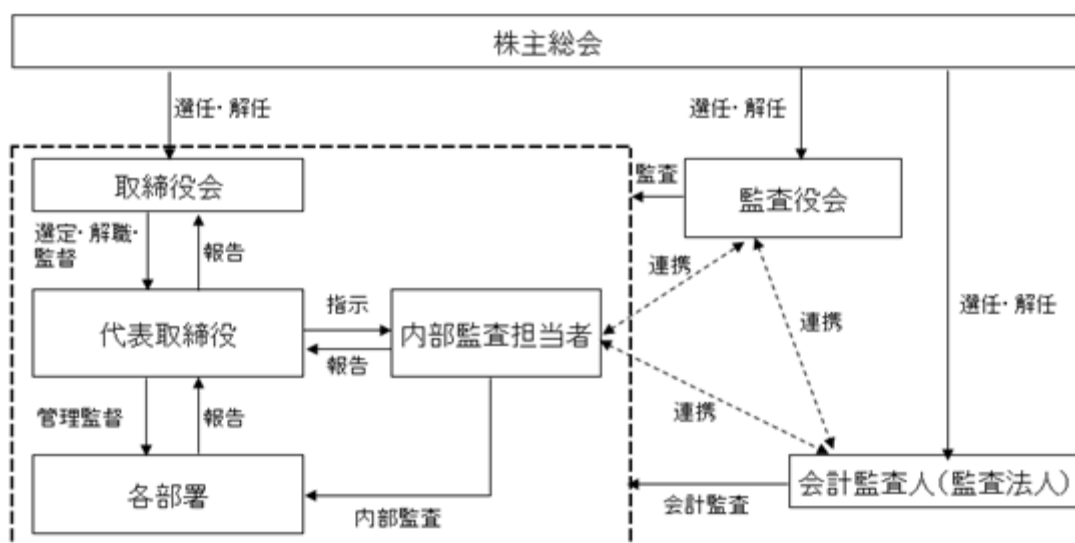 株主総会
選任・解任
選任・解任
取締役会
監査
監査役会
選定・解職・
監督
報告
連携
選任・解任
代表取締役
指示
報告
内部監査担当者
連携
連携
管理監督
報告
各部署
内部監査
会計監査
会計監査人(監査法人)